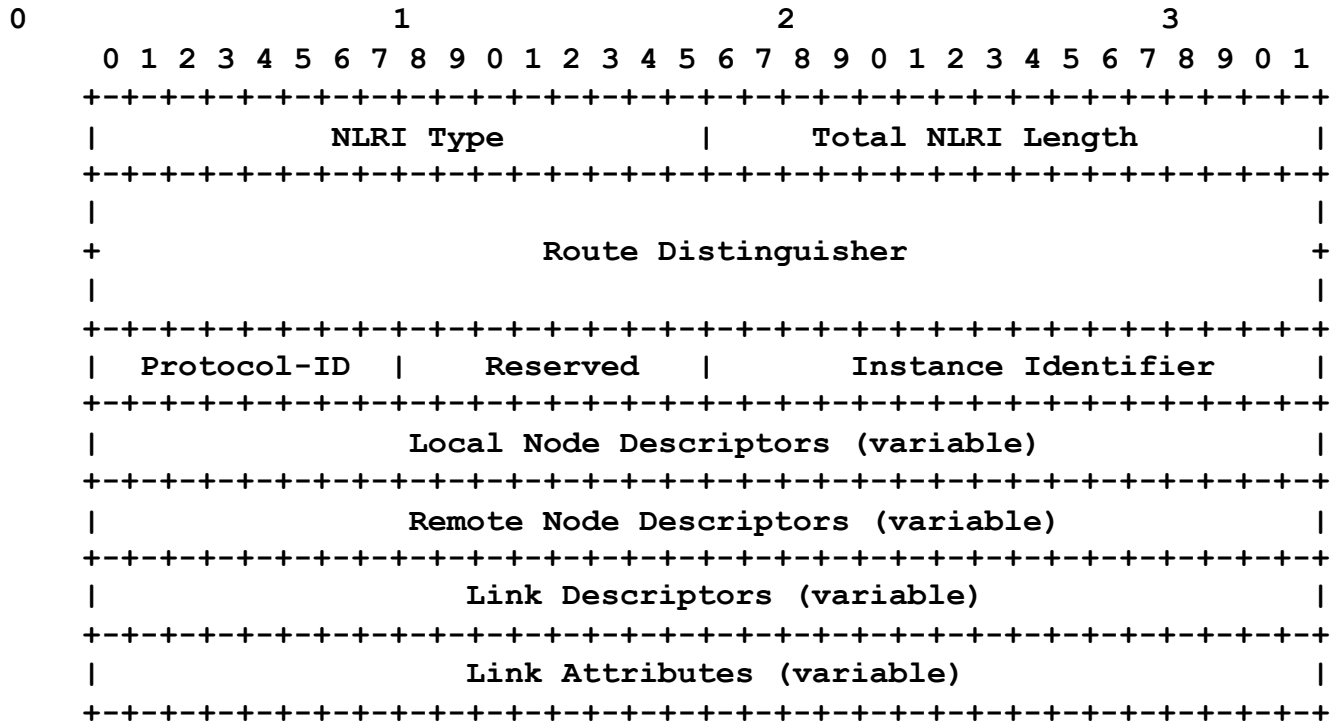 0                   1                   2                   3
 0 1 2 3 4 5 6 7 8 9 0 1 2 3 4 5 6 7 8 9 0 1 2 3 4 5 6 7 8 9 0 1
+-+-+-+-+-+-+-+-+-+-+-+-+-+-+-+-+-+-+-+-+-+-+-+-+-+-+-+-+-+-+-+-+
|            NLRI Type          |     Total NLRI Length         |
+-+-+-+-+-+-+-+-+-+-+-+-+-+-+-+-+-+-+-+-+-+-+-+-+-+-+-+-+-+-+-+-+
|                                                               |
+                       Route Distinguisher                     +
|                                                               |
+-+-+-+-+-+-+-+-+-+-+-+-+-+-+-+-+-+-+-+-+-+-+-+-+-+-+-+-+-+-+-+-+
|  Protocol-ID  |    Reserved   |       Instance Identifier     |
+-+-+-+-+-+-+-+-+-+-+-+-+-+-+-+-+-+-+-+-+-+-+-+-+-+-+-+-+-+-+-+-+
|                Local Node Descriptors (variable)              |
+-+-+-+-+-+-+-+-+-+-+-+-+-+-+-+-+-+-+-+-+-+-+-+-+-+-+-+-+-+-+-+-+
|                Remote Node Descriptors (variable)             |
+-+-+-+-+-+-+-+-+-+-+-+-+-+-+-+-+-+-+-+-+-+-+-+-+-+-+-+-+-+-+-+-+
|                   Link Descriptors (variable)                 |
+-+-+-+-+-+-+-+-+-+-+-+-+-+-+-+-+-+-+-+-+-+-+-+-+-+-+-+-+-+-+-+-+
|                   Link Attributes (variable)                  |
+-+-+-+-+-+-+-+-+-+-+-+-+-+-+-+-+-+-+-+-+-+-+-+-+-+-+-+-+-+-+-+-+